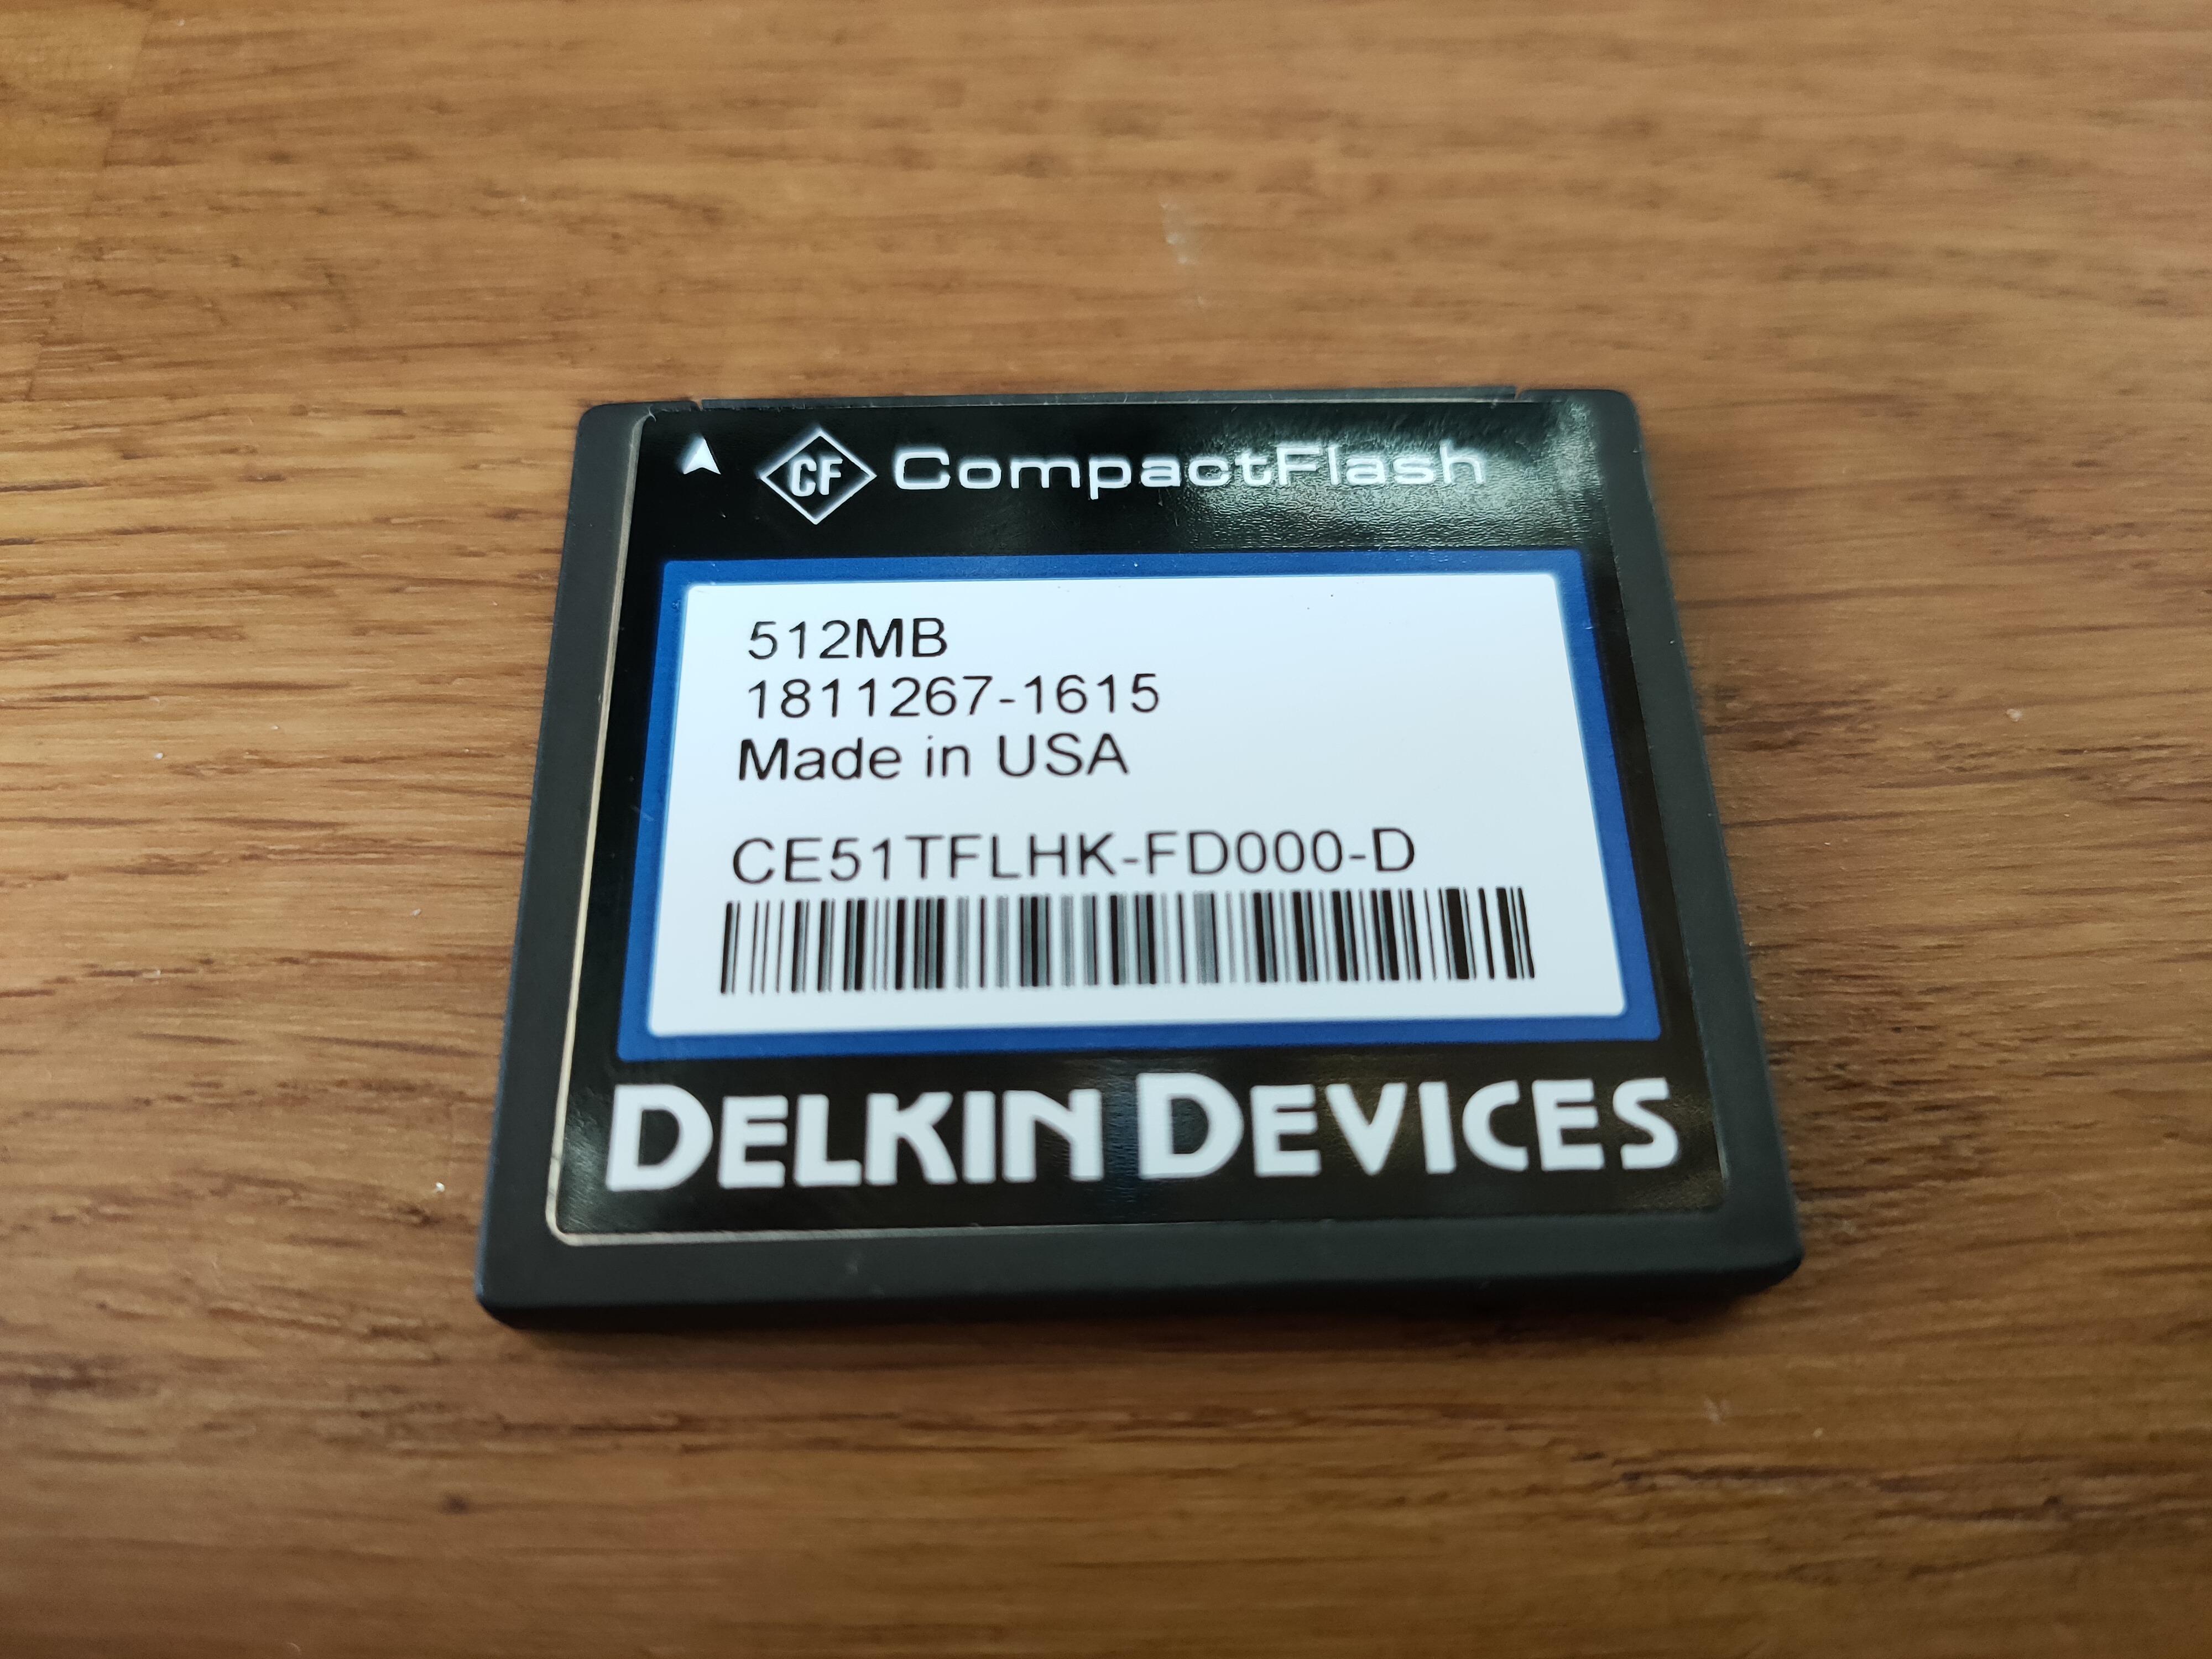 CF CompactFlash
512MB
1811267-1615
Made in USA
CE51TFLHK-FD000-D
DELKIN DEVICES